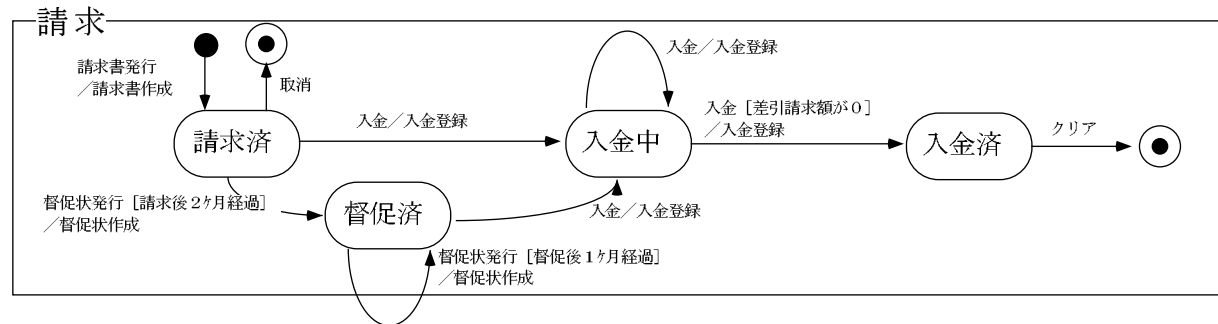 請求
請求書発行
／請求書作成
取消
入金／入金登録
入金［差引請求額が０］
／入金登録
入金／入金登録
クリア
請求済
入金中
入金済
督促状発行［請求後２ヶ月経過］
／督促状作成
督促済
入金／入金登録
督促状発行［督促後１ヶ月経過］
／督促状作成